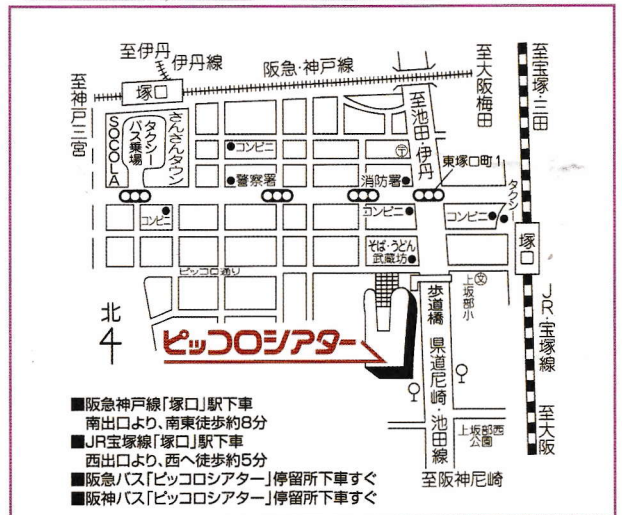 至伊丹
伊丹線
阪急・神戸線
塚口
至神戸三宮
至大阪梅田
至宝塚・三田
SOCOLA
タクシー
バス乗場
さんさんタウン
コンビニ
警察署
〒
消防署
至池田・伊丹
東塚口町1
タクシー
コンビニ
コンビニ
コンビニ
塚口
そば・うどん
武蔵坊
ピッコロ通り
上坂部小
文
歩道橋
県道尼崎・池田線
JR・宝塚線
北
ピッコロシアター
上坂部西
公園
至大阪
至阪神尼崎
■阪急神戸線「塚口」駅下車
南出口より、南東徒歩約8分
■JR宝塚線「塚口」駅下車
西出口より、西へ徒歩約5分
■阪急バス「ピッコロシアター」停留所下車すぐ
■阪神バス「ピッコロシアター」停留所下車すぐ